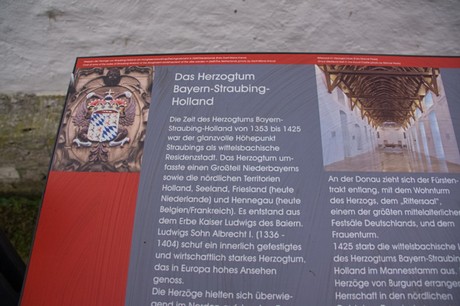 Das Herzogtum
Bayern-Straubing-
Holland
Die Zeit des Herzogtums Bayern-
Straubing-Holland von 1353 bis 1425
war der glanzvolle Höhepunkt
Straubings als wittelsbachische
Residenzstadt. Das Herzogtum um-
fasste einen Großteil Niederbayerns
sowie die nördlichen Territorien
Holland, Seeland, Friesland (heute
Niederlande) und Hennegau (heute
Belgien/Frankreich). Es entstand aus
dem Erbe Kaiser Ludwigs des Baiern.
Ludwigs Sohn Albrecht I. (1336 -
1404) schuf ein innerlich gefestigtes
und wirtschaftlich starkes Herzogtum,
das in Europa hohes Ansehen
genoss.
Die Herzöge hielten sich überwie-
An der Donau zieht sich der Fürsten-
trakt entlang, mit dem Wohnturm
des Herzogs, dem „Rittersaal",
einem der größten mittelalterlichen
Festsäle Deutschlands, und dem
Frauenturm.
1425 starb die wittelsbachische
des Herzogtums Bayern-Straubing-
Holland im Mannesstamm aus.
Herzöge von Burgund errangen
Herrschaft in den nördlichen